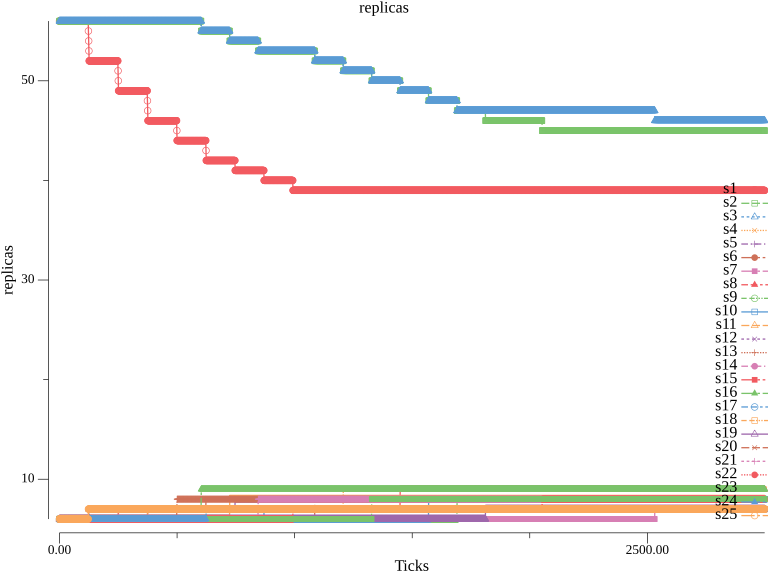 replicas
50
30
10
replicas
0.00
2500.00
Ticks
s1
s2
s3
s4
s5
s6
s7
s8
s9
s10
s11
s12
s13
s14
s15
s16
s17
s18
s19
s20
s21
s22
s23
s24
s25